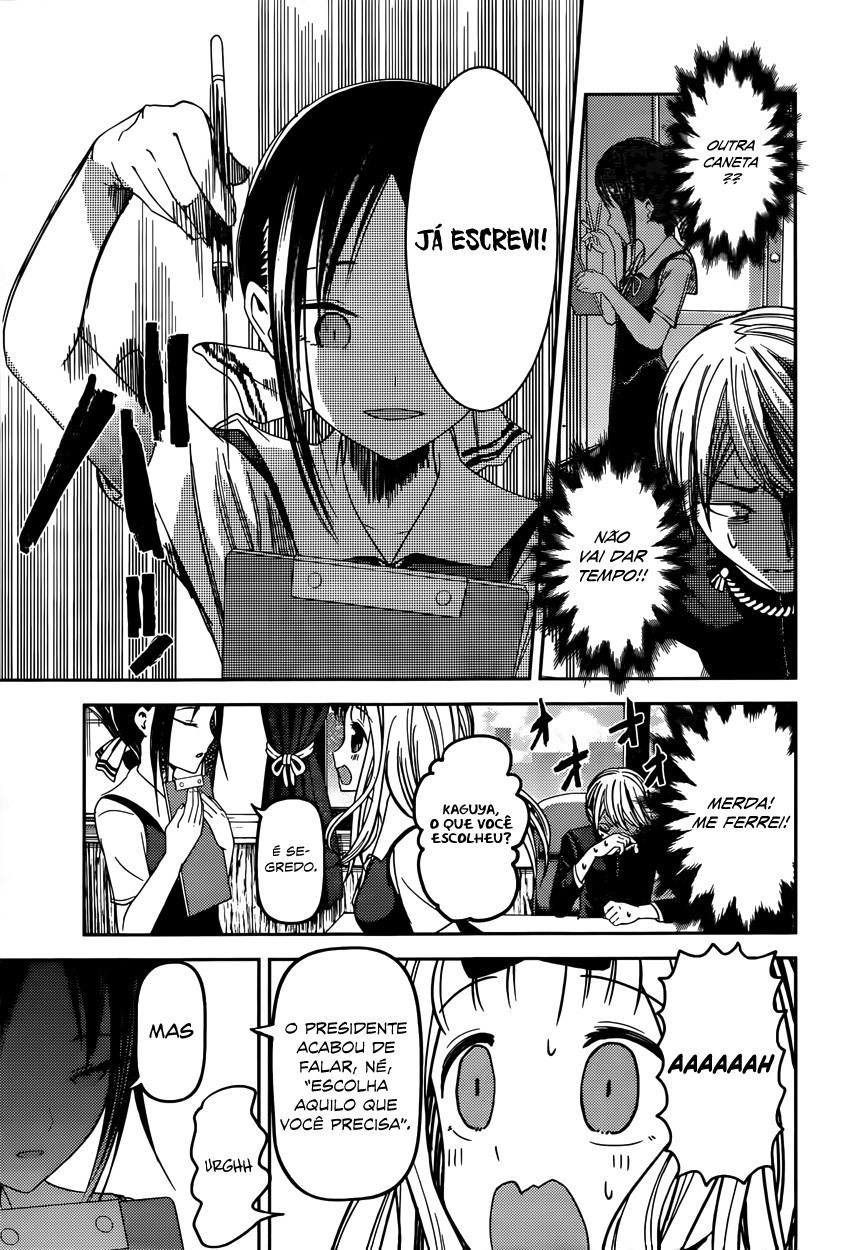 OUTRA
CANETA
??
NÃO
VAI DAR
TEMPO!!
JÁ ESCREVI!
MERDA!
ME FERREI!
KAGUYA,
O QUE VOCÊ
ESCOLHEU?
É SE-
GREDO.
AAAAAAH
O PRESIDENTE
ACABOU DE
FALAR, NÉ,
"ESCOLHA
AQUILO QUE
VOCÊ PRECISA".
URGHH
MAS